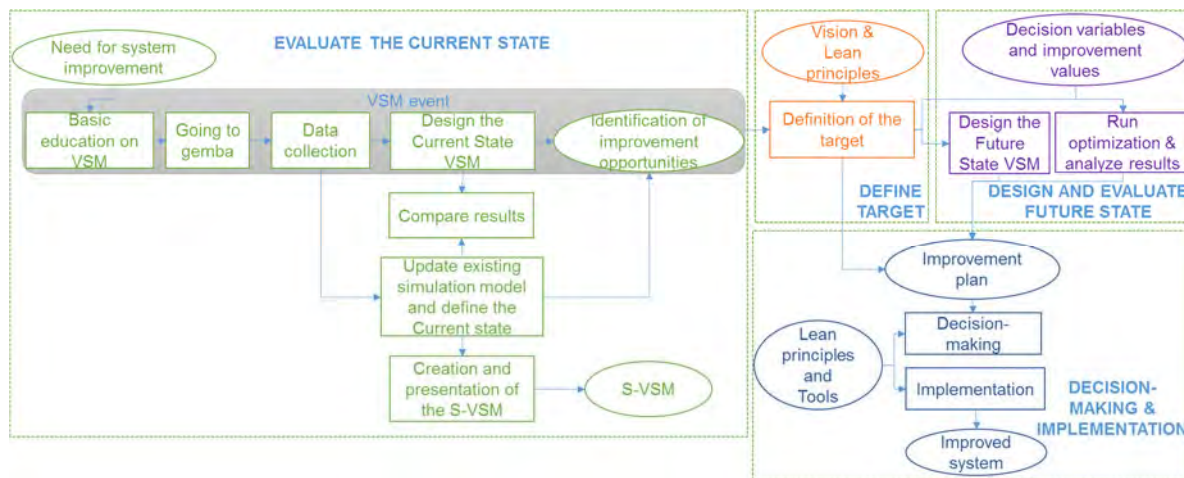 EVALUATE THE CURRENT STATE
Need for system
improvement
VSM event
Basic
education on
VSM
Going to
gemba
Data
collection
Design the
Current State
VSM
Identification of
improvement
opportunities
Compare results
Update existing
simulation model
and define the
Current state
Creation and
presentation of
the S-VSM
S-VSM
Vision &
Lean
principles
Definition of the
target
DEFINE
TARGET
Decision variables
and improvement
values
Design the
Future
State VSM
Run
optimization &
analyze results
DESIGN AND EVALUATE
FUTURE STATE
Improvement
plan
Decision-
making
Lean
principles
and
Tools
Implementation
Improved
system
DECISION-
MAKING &
IMPLEMENTATION